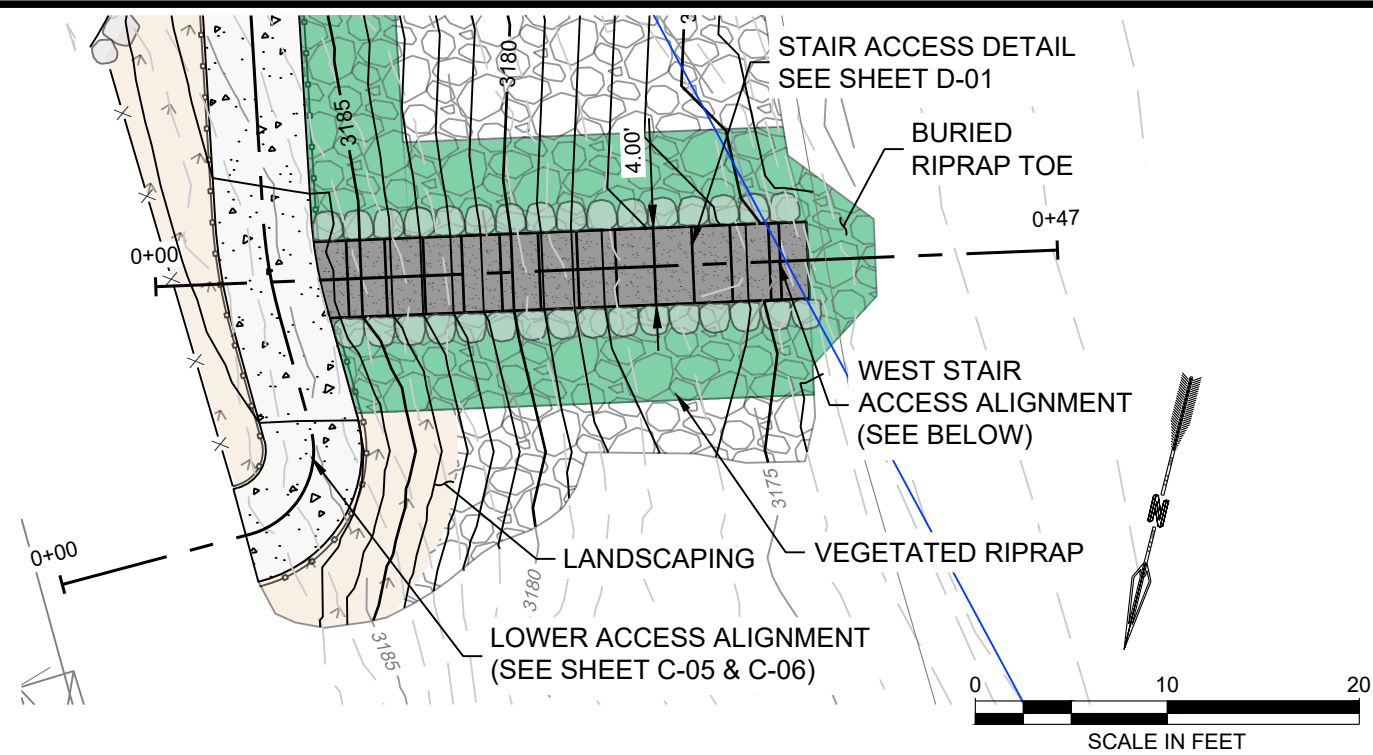 STAIR ACCESS DETAIL
SEE SHEET D-01
3180
3185
4.00'
BURIED
RIPRAP TOE
0+00
0+47
WEST STAIR
ACCESS ALIGNMENT
(SEE BELOW)
3175
N
0+00
LANDSCAPING
VEGETATED RIPRAP
3180
3185
LOWER ACCESS ALIGNMENT
(SEE SHEET C-05 & C-06)
0 10 20
SCALE IN FEET